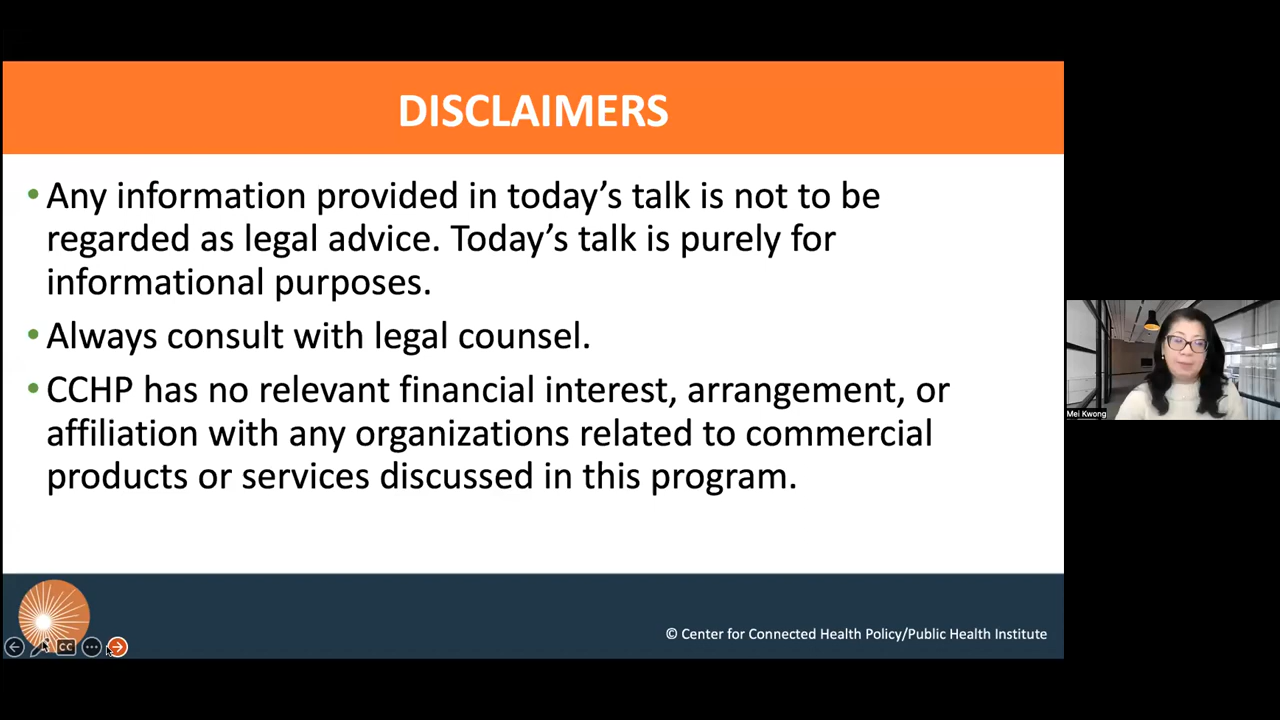 DISCLAIMERS
• Any information provided in today's talk is not to be
regarded as legal advice. Today's talk is purely for
informational purposes.
• Always consult with legal counsel.
• CCHP has no relevant financial interest, arrangement, or
affiliation with any organizations related to commercial
products or services discussed in this program.
Mei Kwong
CC
© Center for Connected Health Policy/Public Health Institute